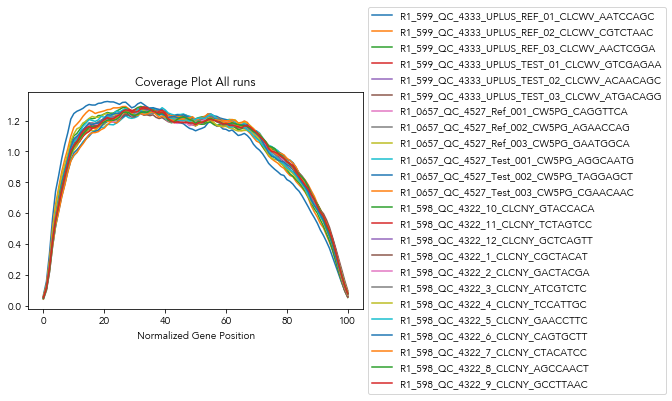 Coverage Plot All runs
1.2
1.0
0.8
0.6
0.4
0.2
0.0
0 20 40 60 80 100
Normalized Gene Position
R1_599_QC_4333_UPLUS_REF_01_CLCWV_AATCCAGC
R1_599_QC_4333_UPLUS_REF_02_CLCWV_CGTCTAAC
R1_599_QC_4333_UPLUS_REF_03_CLCWV_AACTCGGA
R1_599_QC_4333_UPLUS_TEST_01_CLCWV_GTCGAGAA
R1_599_QC_4333_UPLUS_TEST_02_CLCWV_ACAACAGC
R1_599_QC_4333_UPLUS_TEST_03_CLCWV_ATGACAGG
R1_0657_QC_4527_Ref_001_CW5PG_CAGGTTCA
R1_0657_QC_4527_Ref_002_CW5PG_AGAACCAG
R1_0657_QC_4527_Ref_003_CW5PG_GAATGGCA
R1_0657_QC_4527_Test_001_CW5PG_AGGCAATG
R1_0657_QC_4527_Test_002_CW5PG_TAGGAGCT
R1_0657_QC_4527_Test_003_CW5PG_CGAACAAC
R1_598_QC_4322_10_CLCNY_GTACCACA
R1_598_QC_4322_11_CLCNY_TCTAGTCC
R1_598_QC_4322_12_CLCNY_GCTCAGTT
R1_598_QC_4322_1_CLCNY_CGCTACAT
R1_598_QC_4322_2_CLCNY_GACTACGA
R1_598_QC_4322_3_CLCNY_ATCGTCTC
R1_598_QC_4322_4_CLCNY_TCCATTGC
R1_598_QC_4322_5_CLCNY_GAACCTTC
R1_598_QC_4322_6_CLCNY_CAGTGCTT
R1_598_QC_4322_7_CLCNY_CTACATCC
R1_598_QC_4322_8_CLCNY_AGCCAACT
R1_598_QC_4322_9_CLCNY_GCCTTAAC